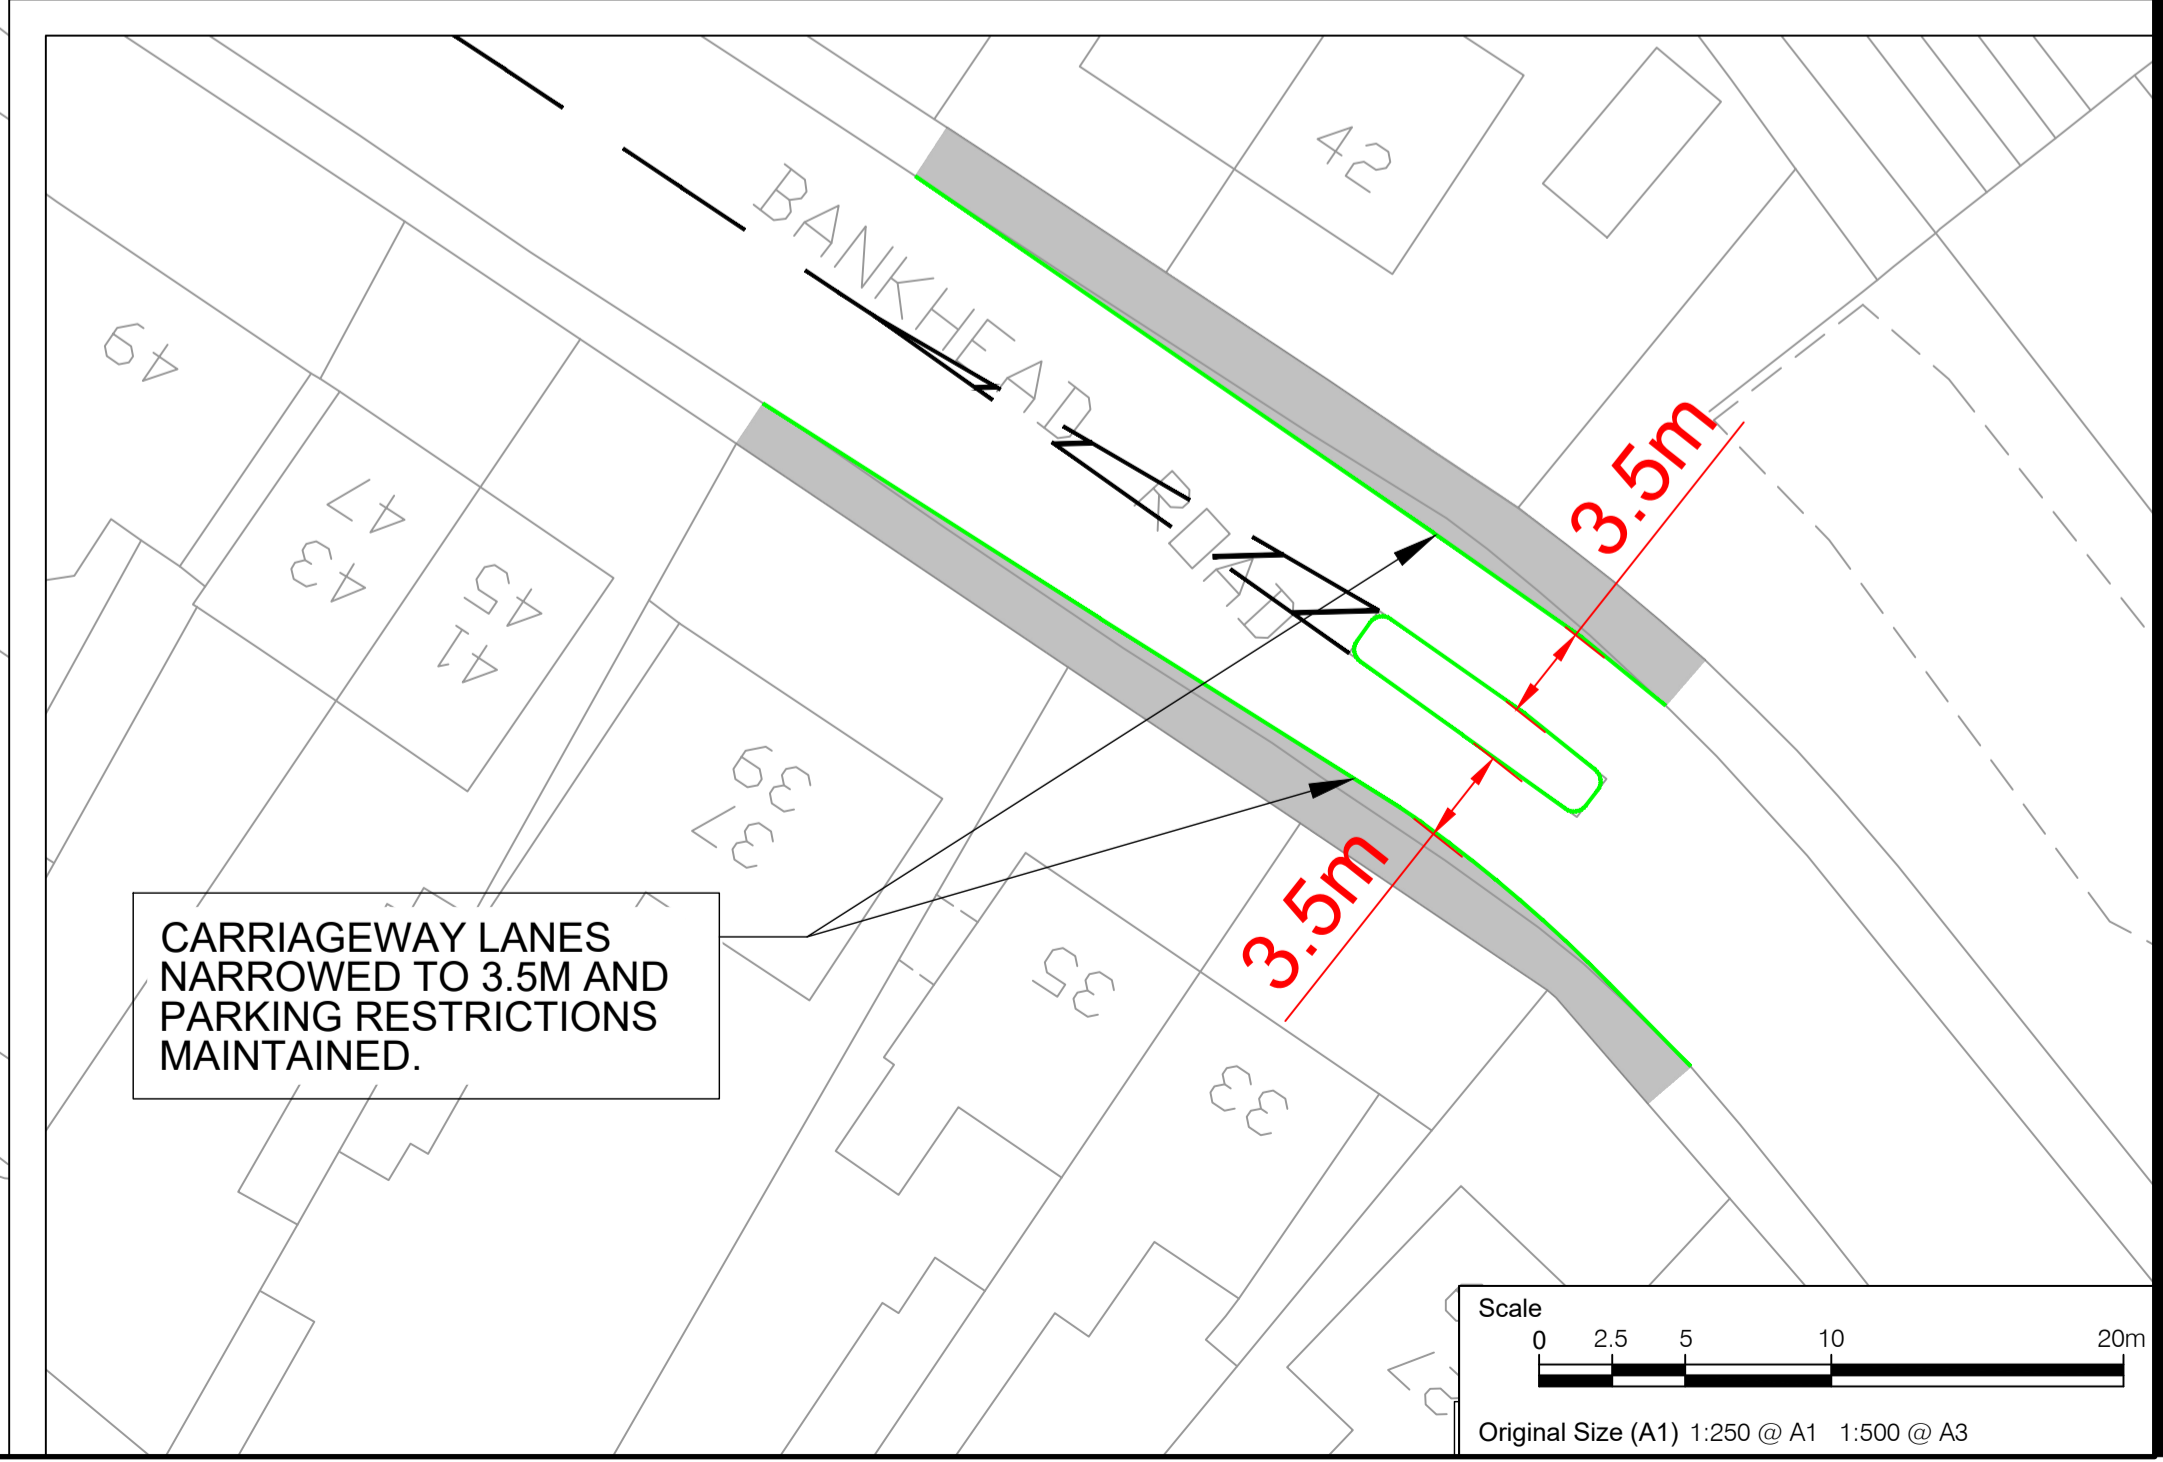 BANKHEAD ROAD
42
49
47
43
45
41
39
37
35
33
3.5m
3.5m
CARRIAGEWAY LANES
NARROWED TO 3.5M AND
PARKING RESTRICTIONS
MAINTAINED.
Scale
0 2.5 5 10 20m
Original Size (A1) 1:250 @ A1 1:500 @ A3